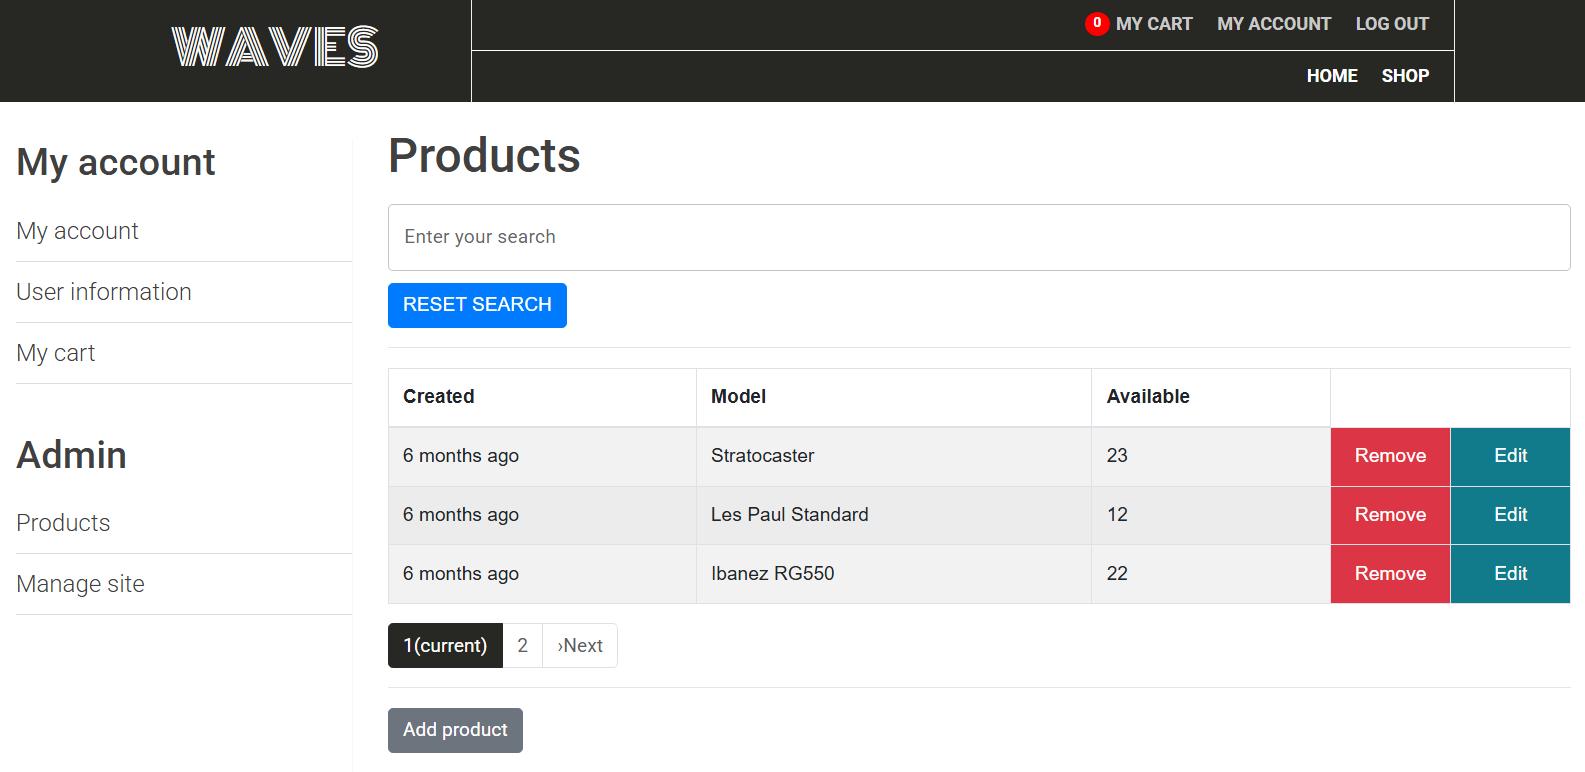 WAVES
0 MY CART MY ACCOUNT LOG OUT
HOME SHOP
My account
My account
User information
My cart
Admin
Products
Manage site
Products
Enter your search
RESET SEARCH
Created Model Available
6 months ago Stratocaster 23 Remove Edit
6 months ago Les Paul Standard 12 Remove Edit
6 months ago Ibanez RG550 22 Remove Edit
1(current) 2 ›Next
Add product